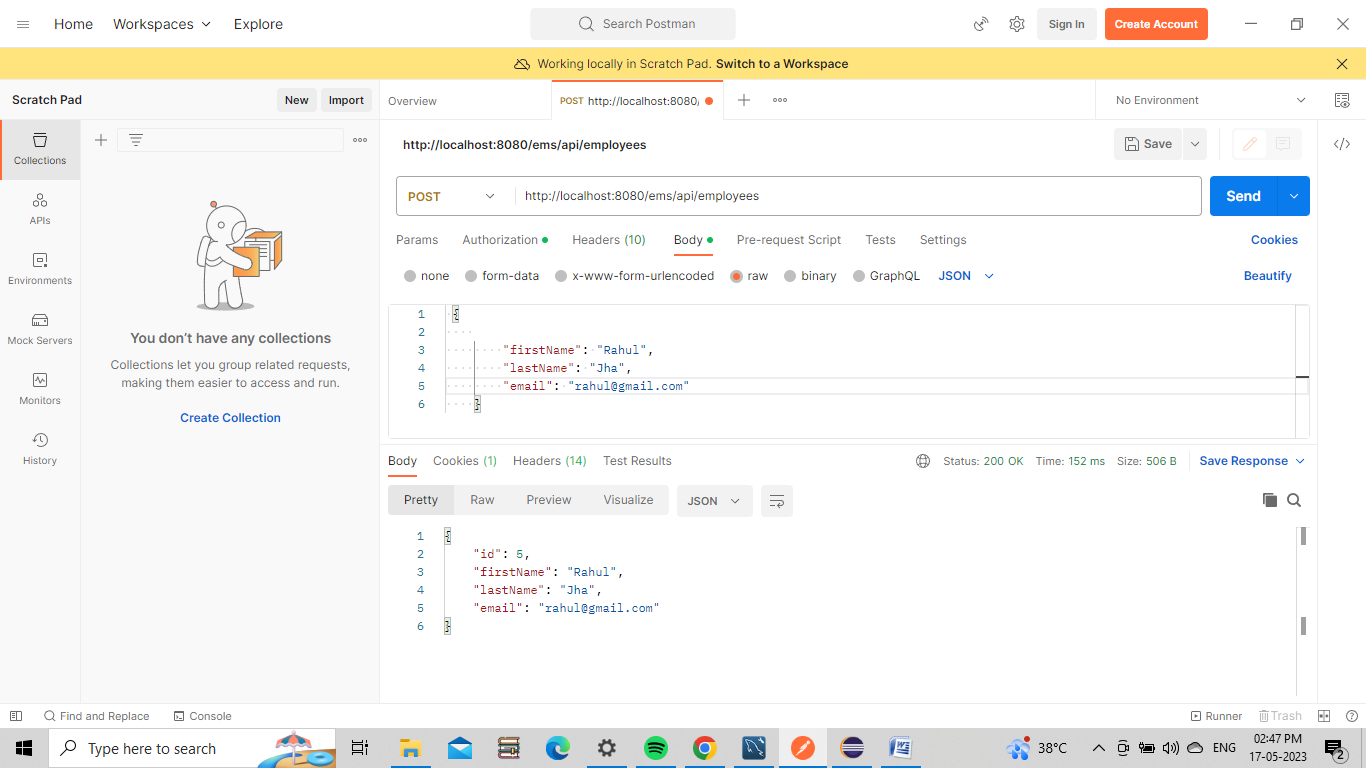 Home Workspaces Explore Search Postman Sign In Create Account
Working locally in Scratch Pad. Switch to a Workspace
Scratch Pad New Import Overview POST http://localhost:8080/ No Environment
http://localhost:8080/ems/api/employees Save
POST http://localhost:8080/ems/api/employees Send
Params Authorization Headers (10) Body Pre-request Script Tests Settings Cookies
none form-data x-www-form-urlencoded raw binary GraphQL JSON Beautify
Collections
APIs
Environments
Mock Servers
Monitors
History
You don't have any collections
Collections let you group related requests,
making them easier to access and run.
Create Collection
1 {
2
3 "firstName": "Rahul",
4 "lastName": "Jha",
5 "email": "rahul@gmail.com"
6 }
Body Cookies (1) Headers (14) Test Results Status: 200 OK Time: 152 ms Size: 506 B Save Response
Pretty Raw Preview Visualize JSON
1 {
2 "id": 5,
3 "firstName": "Rahul",
4 "lastName": "Jha",
5 "email": "rahul@gmail.com"
6 }
Find and Replace Console Runner Trash
Type here to search 38°C ENG 02:47 PM
17-05-2023 2